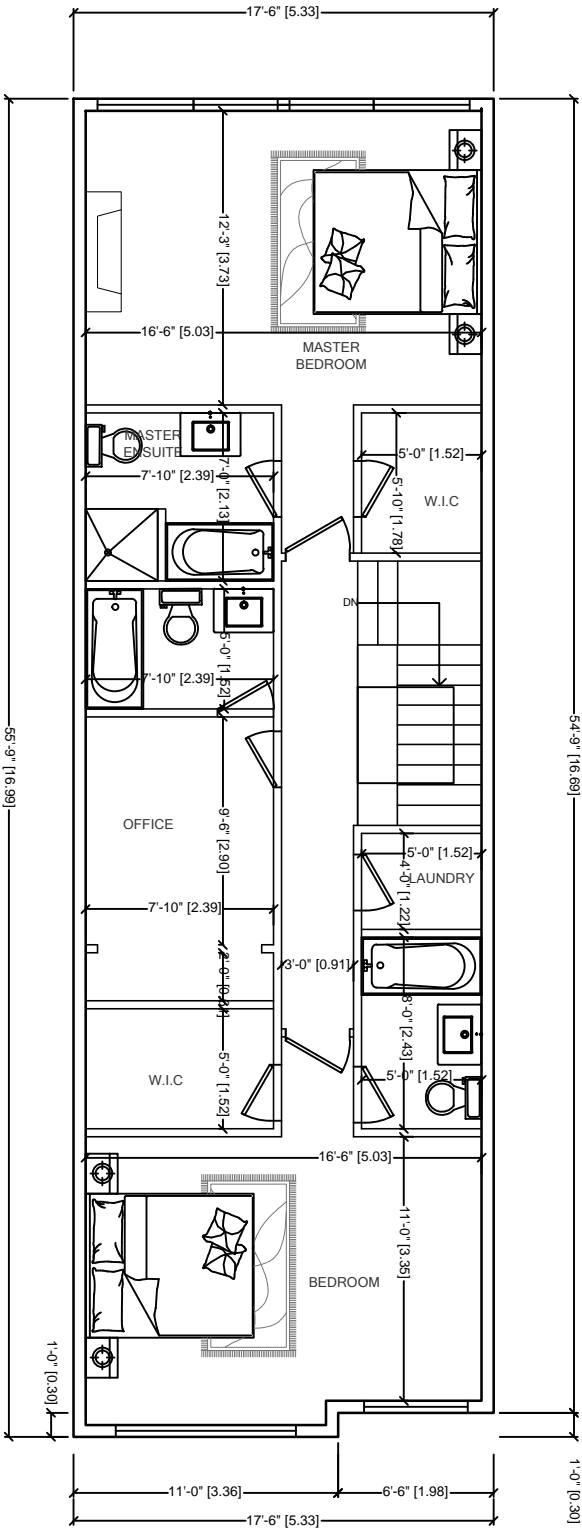 17'-6" [5.33]
12'-3" [3.73]
16'-6" [5.03]
MASTER
BEDROOM
MASTER
ENSUITE
7'-10" [2.39]
7'-0" [2.13]
5'-0" [1.52]
5'-10" [1.78]
W.I.C
DN
5'-0" [1.52]
7'-10" [2.39]
55'-9" [16.99]
54'-9" [16.69]
OFFICE
9'-6" [2.90]
7'-10" [2.39]
5'-0" [1.52]
4'-0" [1.22]
LAUNDRY
3'-0" [0.91]
2'-0" [0.61]
8'-0" [2.43]
W.I.C
5'-0" [1.52]
5'-0" [1.52]
16'-6" [5.03]
11'-0" [3.35]
BEDROOM
1'-0" [0.30]
1'-0" [0.30]
11'-0" [3.36]
6'-6" [1.98]
17'-6" [5.33]